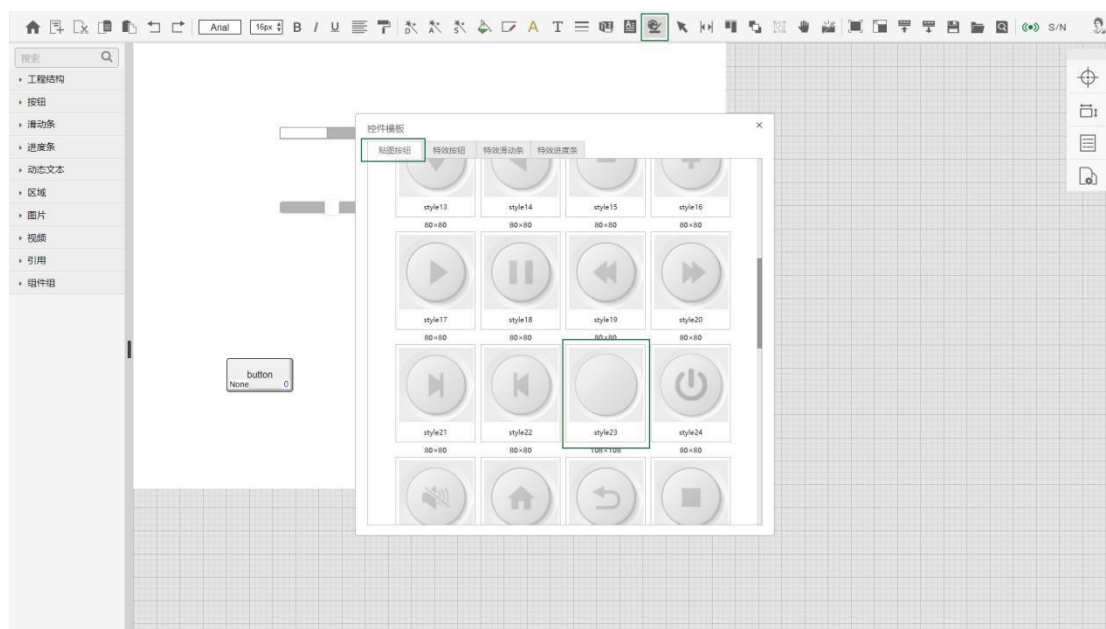 Arial 16px B I U A T S/N
搜索
工程结构
按钮
滑动条
进度条
动态文本
区域
图片
视频
引用
组件组
button
None 0
控件模板 ×
贴图按钮 特效按钮 特效滑动条 特效进度条
style13 style14 style15 style16
80×80 80×80 80×80 80×80
style17 style18 style19 style20
80×80 80×80 80×80 80×80
style21 style22 style23 style24
80×80 80×80 108×108 80×80